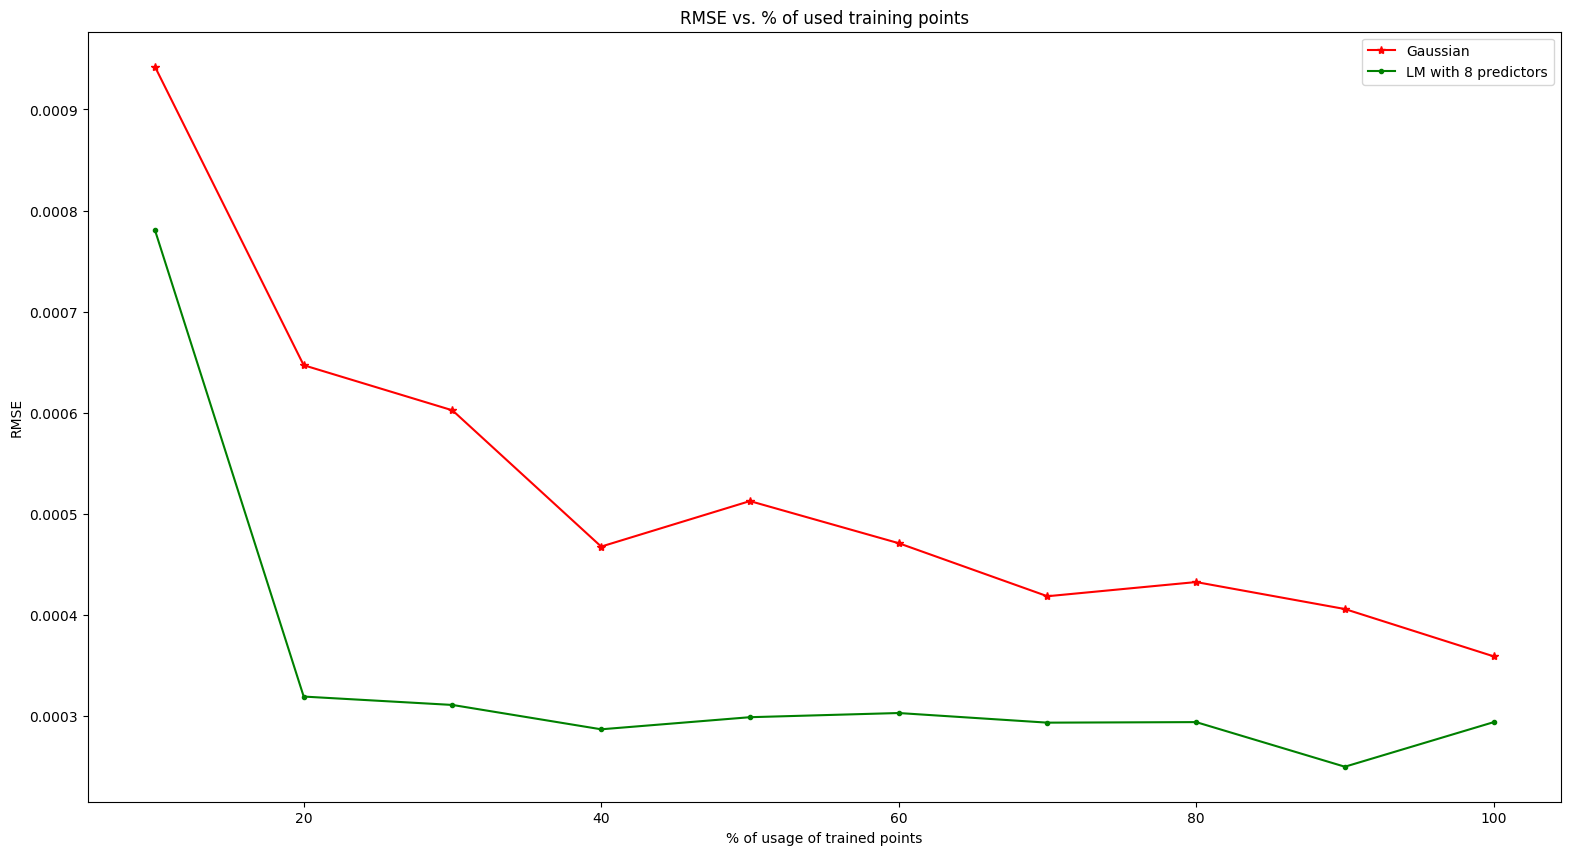 RMSE vs. % of used training points
Gaussian
LM with 8 predictors
0.0009
0.0008
0.0007
0.0006
0.0005
0.0004
0.0003
RMSE
20
40
60
80
100
% of usage of trained points